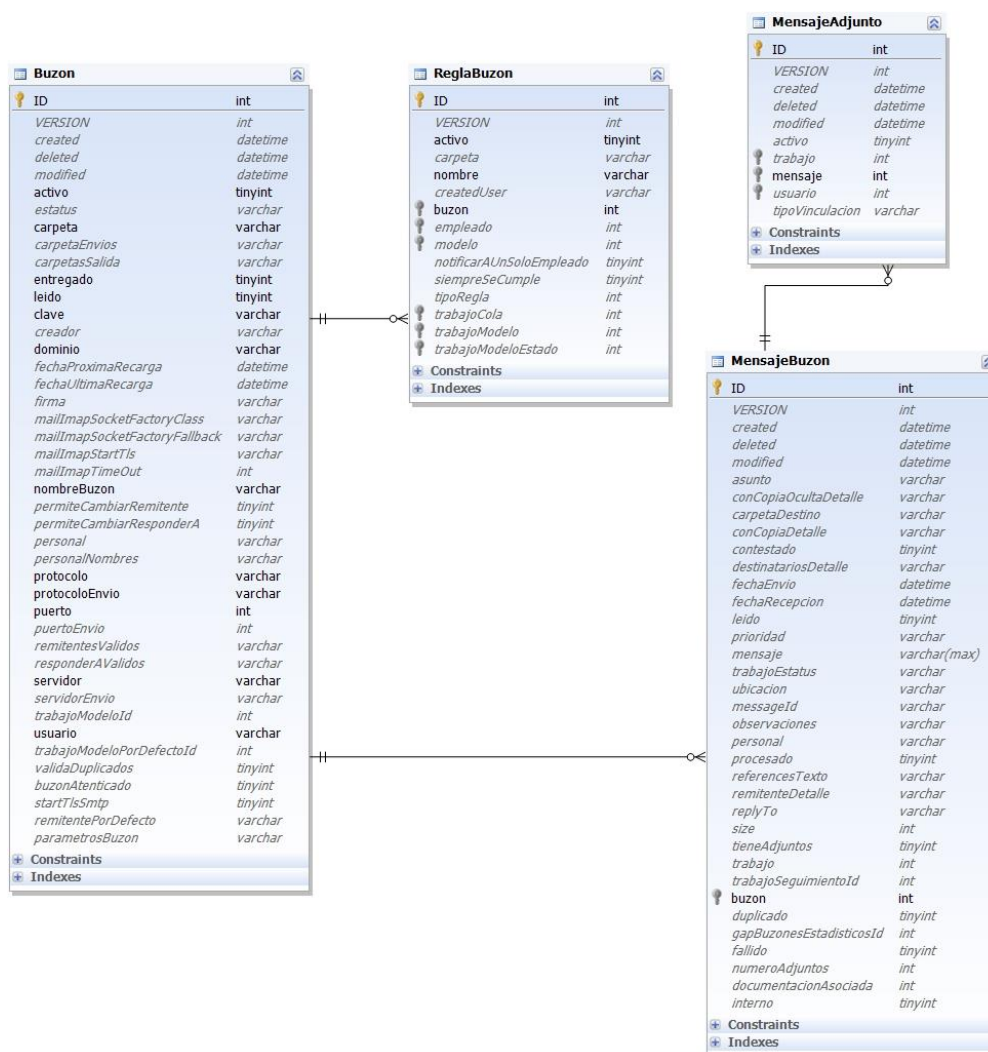 Buzon
ID int
VERSION int
created datetime
deleted datetime
modified datetime
activo tinyint
estatus varchar
carpeta varchar
carpetaEnvios varchar
carpetasSalida varchar
entregado tinyint
leido tinyint
clave varchar
creador varchar
dominio varchar
fechaProximaRecarga datetime
fechaUltimaRecarga datetime
firma varchar
mailImapSocketFactoryClass varchar
mailImapSocketFactoryFallback varchar
mailImapStartTls varchar
mailImapTimeOut int
nombreBuzon varchar
permiteCambiarRemitente tinyint
permiteCambiarResponderA tinyint
personal varchar
personalNombres varchar
protocolo varchar
protocoloEnvio varchar
puerto int
puertoEnvio int
remitentesValidos varchar
responderAValidos varchar
servidor varchar
servidorEnvio varchar
trabajoModeloId int
usuario varchar
trabajoModeloPorDefectoId int
validaDuplicados tinyint
buzonAtenticado tinyint
startTlsSmtp tinyint
remitentePorDefecto varchar
parametrosBuzon varchar
Constraints
Indexes
ReglaBuzon
ID int
VERSION int
activo tinyint
carpeta varchar
nombre varchar
createdUser varchar
buzon int
empleado int
modelo int
notificarAUnSoloEmpleado tinyint
siempreSeCumple tinyint
tipoRegla int
trabajoCola int
trabajoModelo int
trabajoModeloEstado int
Constraints
Indexes
MensajeAdjunto
ID int
VERSION int
created datetime
deleted datetime
modified datetime
activo tinyint
trabajo int
mensaje int
usuario int
tipoVinculacion varchar
Constraints
Indexes
MensajeBuzon
ID int
VERSION int
created datetime
deleted datetime
modified datetime
asunto varchar
conCopiaOcultaDetalle varchar
carpetaDestino varchar
conCopiaDetalle varchar
contestado tinyint
destinatariosDetalle varchar
fechaEnvio datetime
fechaRecepcion datetime
leido tinyint
prioridad varchar
mensaje varchar(max)
trabajoEstatus varchar
ubicacion varchar
messageId varchar
observaciones varchar
personal varchar
procesado tinyint
referencesTexto varchar
remitenteDetalle varchar
replyTo varchar
size int
tieneAdjuntos tinyint
trabajo int
trabajoSeguimientoId int
buzon int
duplicado tinyint
gapBuzonesEstadisticosId int
fallido tinyint
numeroAdjuntos int
documentacionAsociada int
interno tinyint
Constraints
Indexes